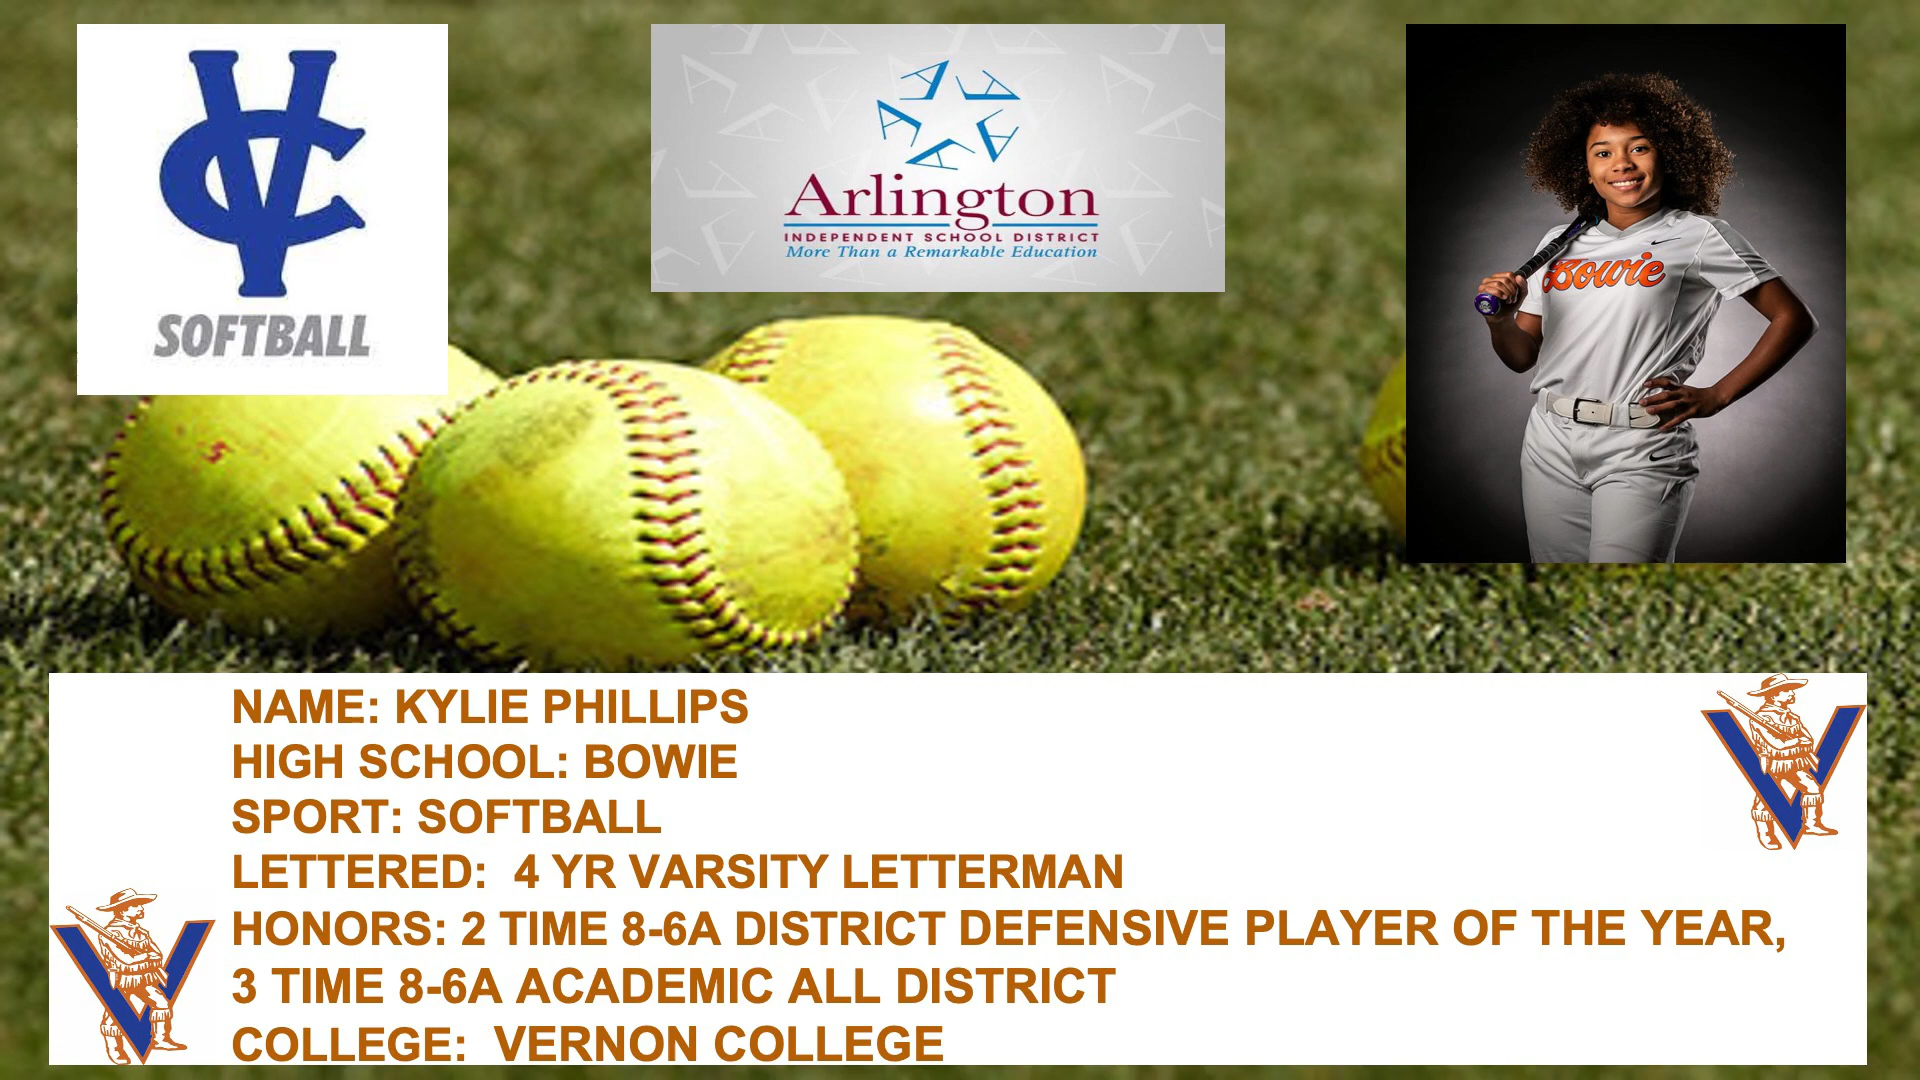 VC
SOFTBALL
Arlington
INDEPENDENT SCHOOL DISTRICT
More Than a Remarkable Education
Bowie
NAME: KYLIE PHILLIPS
HIGH SCHOOL: BOWIE
SPORT: SOFTBALL
LETTERED:  4 YR VARSITY LETTERMAN
HONORS: 2 TIME 8-6A DISTRICT DEFENSIVE PLAYER OF THE YEAR,
3 TIME 8-6A ACADEMIC ALL DISTRICT
COLLEGE:  VERNON COLLEGE
V
V